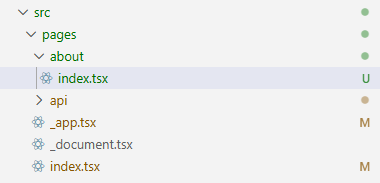 src
pages
about
index.tsx U
api
_app.tsx M
_document.tsx
index.tsx M